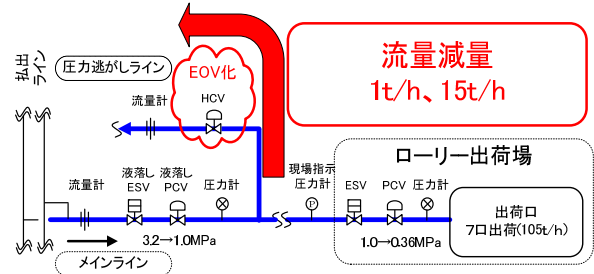 払出
ライン
圧力逃がしライン
EOV化
流量計
HCV
流量減量
1t/h、15t/h
ローリー出荷場
流量計
液落し
ESV
液落し
PCV
圧力計
現場指示
圧力計
P
ESV
PCV
圧力計
出荷口
7口出荷(105t/h)
3.2→1.0MPa
1.0→0.36MPa
メインライン